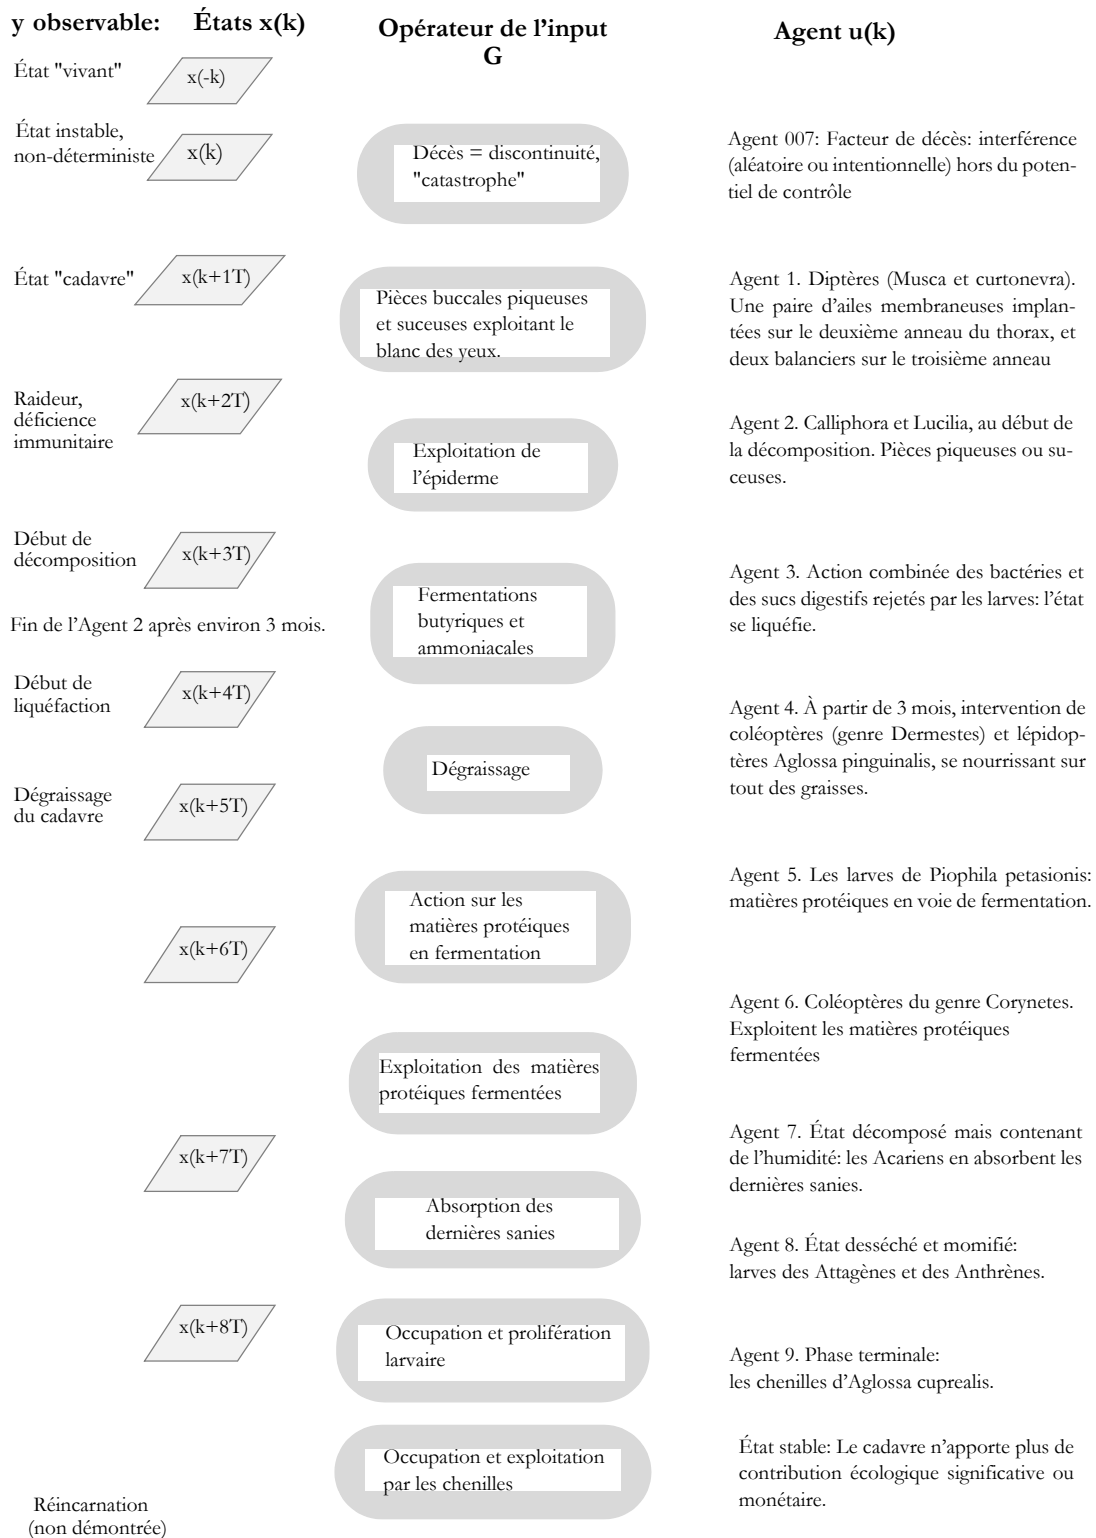 y observable: États x(k)
Opérateur de l'input
G
Agent u(k)
État "vivant"
x(-k)
État instable,
non-déterministe
x(k)
Décès = discontinuité,
"catastrophe"
Agent 007: Facteur de décès: interférence
(aléatoire ou intentionnelle) hors du poten-
tiel de contrôle
État "cadavre"
x(k+1T)
Pièces buccales piqueuses
et suceuses exploitant le
blanc des yeux.
Agent 1. Diptères (Musca et curtonevra).
Une paire d'ailes membraneuses implan-
tées sur le deuxième anneau du thorax, et
deux balanciers sur le troisième anneau
Raideur,
déficience
immunitaire
x(k+2T)
Exploitation de
l'épiderme
Agent 2. Calliphora et Lucilia, au début de
la décomposition. Pièces piqueuses ou su-
ceuses.
Début de
décomposition
x(k+3T)
Fermentations
butyriques et
ammoniacales
Agent 3. Action combinée des bactéries et
des sucs digestifs rejetés par les larves: l'état
se liquéfie.
Fin de l'Agent 2 après environ 3 mois.
Début de
liquéfaction
x(k+4T)
Dégraissage
Agent 4. À partir de 3 mois, intervention de
coléoptères (genre Dermestes) et lépidop-
tères Aglossa pinguinalis, se nourrissant sur
tout des graisses.
Dégraissage
du cadavre
x(k+5T)
Action sur les
matières protéiques
en fermentation
Agent 5. Les larves de Piophila petasionis:
matières protéiques en voie de fermentation.
x(k+6T)
Exploitation des matières
protéiques fermentées
Agent 6. Coléoptères du genre Corynetes.
Exploitent les matières protéiques
fermentées
x(k+7T)
Absorption des
dernières sanies
Agent 7. État décomposé mais contenant
de l'humidité: les Acariens en absorbent les
dernières sanies.
Agent 8. État desséché et momifié:
larves des Attagènes et des Anthrènes.
x(k+8T)
Occupation et prolifération
larvaire
Agent 9. Phase terminale:
les chenilles d'Aglossa cuprealis.
Occupation et exploitation
par les chenilles
État stable: Le cadavre n'apporte plus de
contribution écologique significative ou
monétaire.
Réincarnation
(non démontrée)